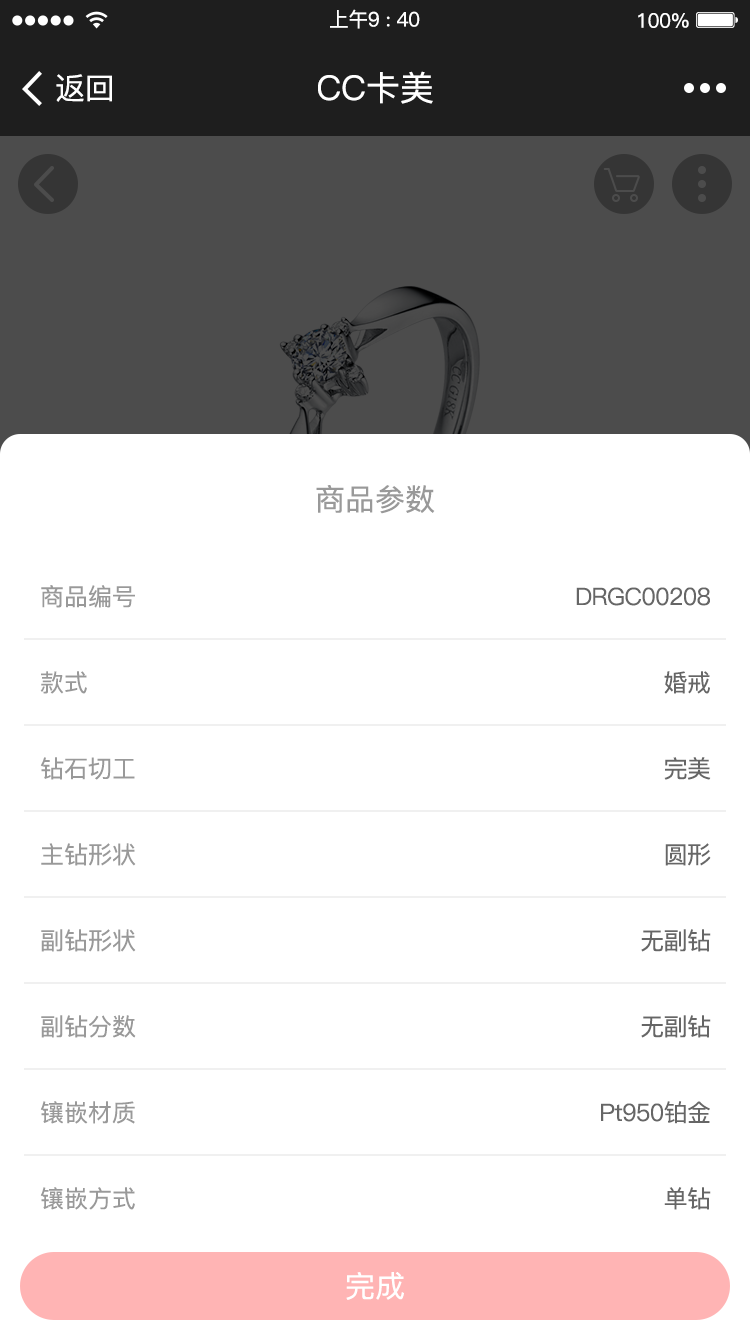 上午9 : 40
100%
返回
CC卡美
商品参数
商品编号 DRGC00208
款式 婚戒
钻石切工 完美
主钻形状 圆形
副钻形状 无副钻
副钻分数 无副钻
镶嵌材质 Pt950铂金
镶嵌方式 单钻
完成